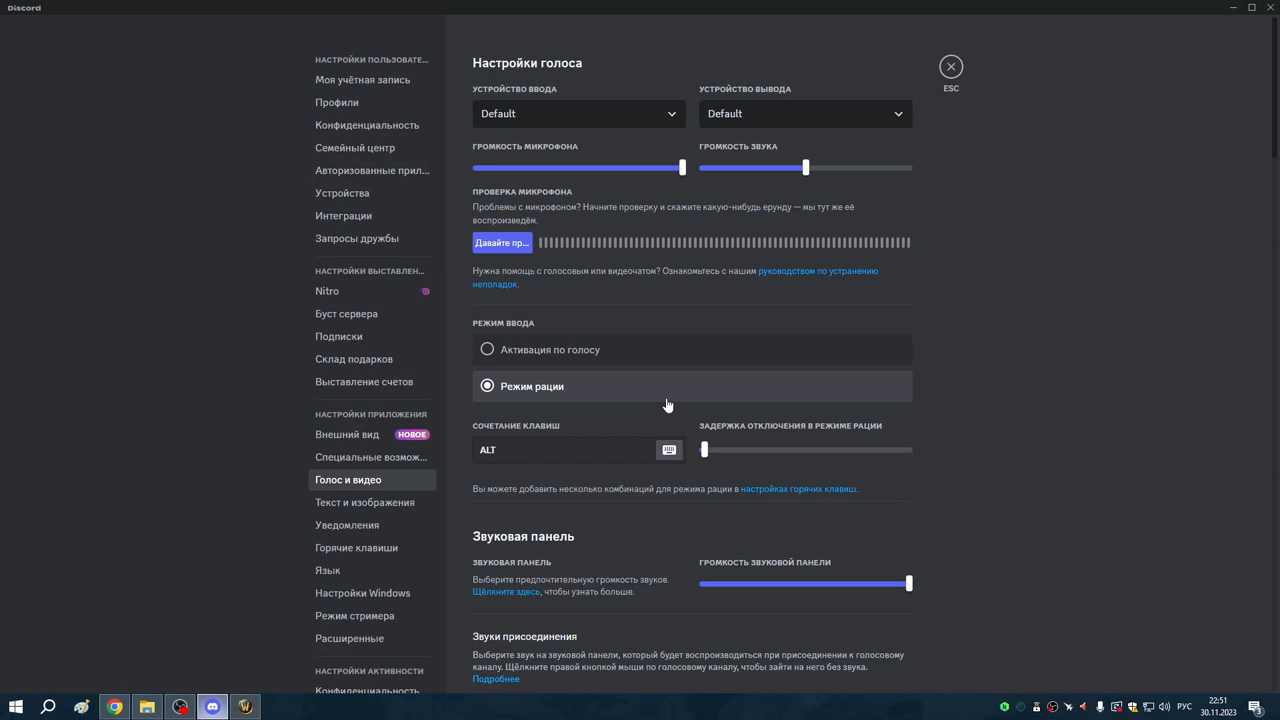 Discord
НАСТРОЙКИ ПОЛЬЗОВАТЕ...
Моя учётная запись
Профили
Конфиденциальность
Семейный центр
Авторизованные прил...
Устройства
Интеграции
Запросы дружбы
НАСТРОЙКИ ВЫСТАВЛЕН...
Nitro
Буст сервера
Подписки
Склад подарков
Выставление счетов
НАСТРОЙКИ ПРИЛОЖЕНИЯ
Внешний вид НОВОЕ
Специальные возмож...
Голос и видео
Текст и изображения
Уведомления
Горячие клавиши
Язык
Настройки Windows
Режим стримера
Расширенные
НАСТРОЙКИ АКТИВНОСТИ
Конфиденциальность
Настройки голоса
УСТРОЙСТВО ВВОДА
Default
УСТРОЙСТВО ВЫВОДА
Default
ГРОМКОСТЬ МИКРОФОНА
ГРОМКОСТЬ ЗВУКА
ПРОВЕРКА МИКРОФОНА
Проблемы с микрофоном? Начните проверку и скажите какую-нибудь ерунду — мы тут же её
воспроизведём.
Давайте пр...
Нужна помощь с голосовым или видеочатом? Ознакомьтесь с нашим руководством по устранению
неполадок.
РЕЖИМ ВВОДА
Активация по голосу
Режим рации
СОЧЕТАНИЕ КЛАВИШ
ALT
ЗАДЕРЖКА ОТКЛЮЧЕНИЯ В РЕЖИМЕ РАЦИИ
Вы можете добавить несколько комбинаций для режима рации в настройках горячих клавиш.
Звуковая панель
ЗВУКОВАЯ ПАНЕЛЬ
Выберите предпочтительную громкость звуков.
Щёлкните здесь, чтобы узнать больше.
ГРОМКОСТЬ ЗВУКОВОЙ ПАНЕЛИ
Звуки присоединения
Выберите звук на звуковой панели, который будет воспроизводиться при присоединении к голосовому
каналу. Щёлкните правой кнопкой мыши по голосовому каналу, чтобы зайти на него без звука.
Подробнее
ESC
РУС
22:51
30.11.2023